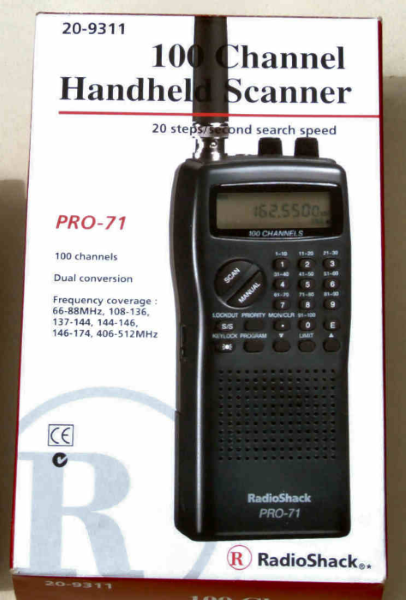 20-9311
100 Channel
Handheld Scanner
20 steps/second search speed
PRO-71
100 channels
Dual conversion
Frequency coverage :
66-88MHz, 108-136,
137-144, 144-146,
146-174, 406-512MHz
162.5500
100 CHANNELS
SCAN
MANUAL
1-10 11-20 21-30
1 2 3
31-40 41-50 51-60
4 5 6
61-70 71-80 81-90
7 8 9
LOCKOUT PRIORITY MON/CLR 91-100
S/S • 0 E
KEYLOCK PROGRAM ▼ LIMIT ▲
CE
RadioShack
PRO-71
R RadioShack®
20-9311
100 Ch